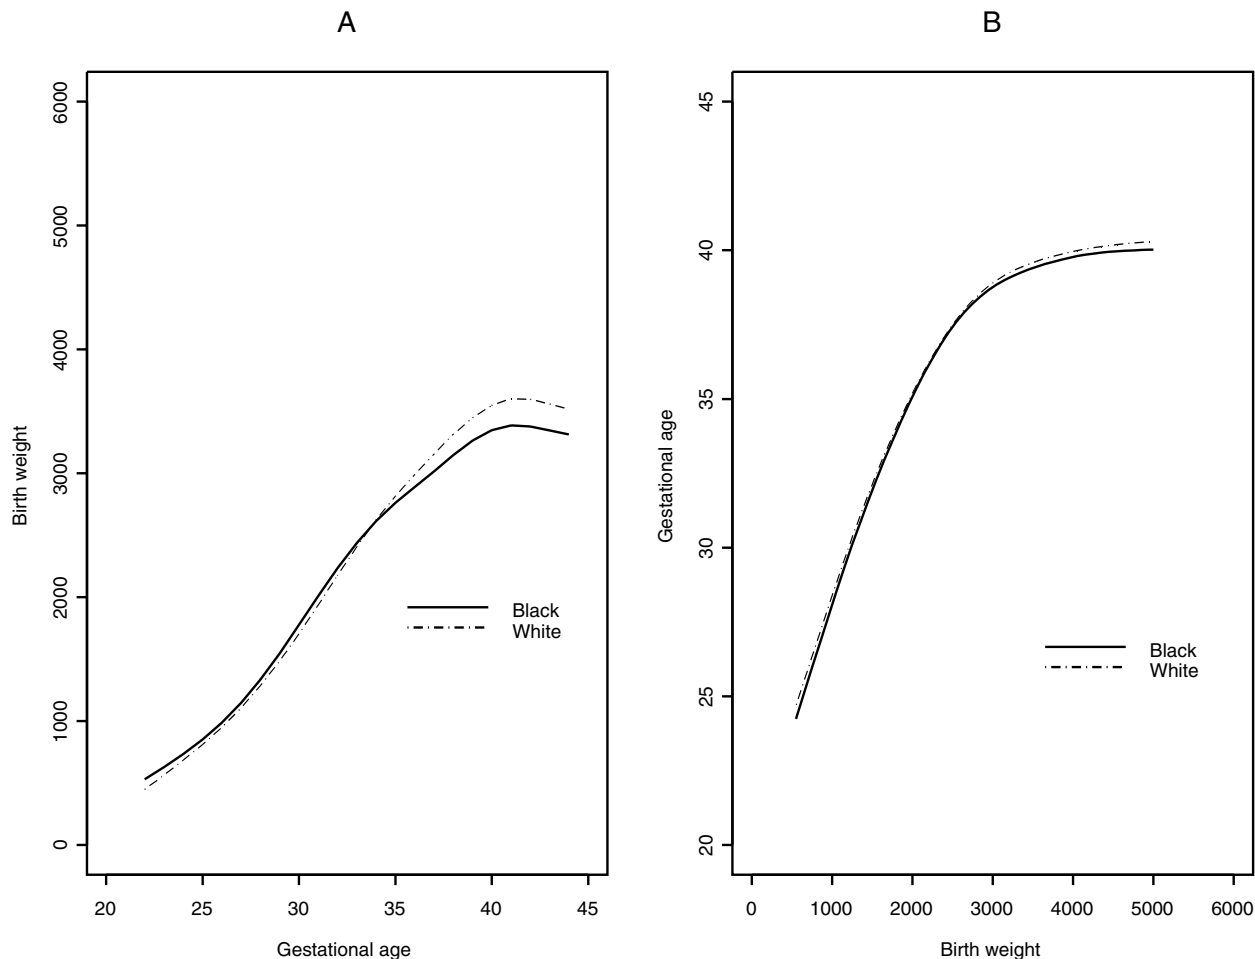 A
6000
5000
4000
3000
2000
1000
0
Birth weight
Black
White
20 25 30 35 40 45
Gestational age
B
45
40
35
30
25
20
Gestational age
Black
White
0 1000 2000 3000 4000 5000 6000
Birth weight